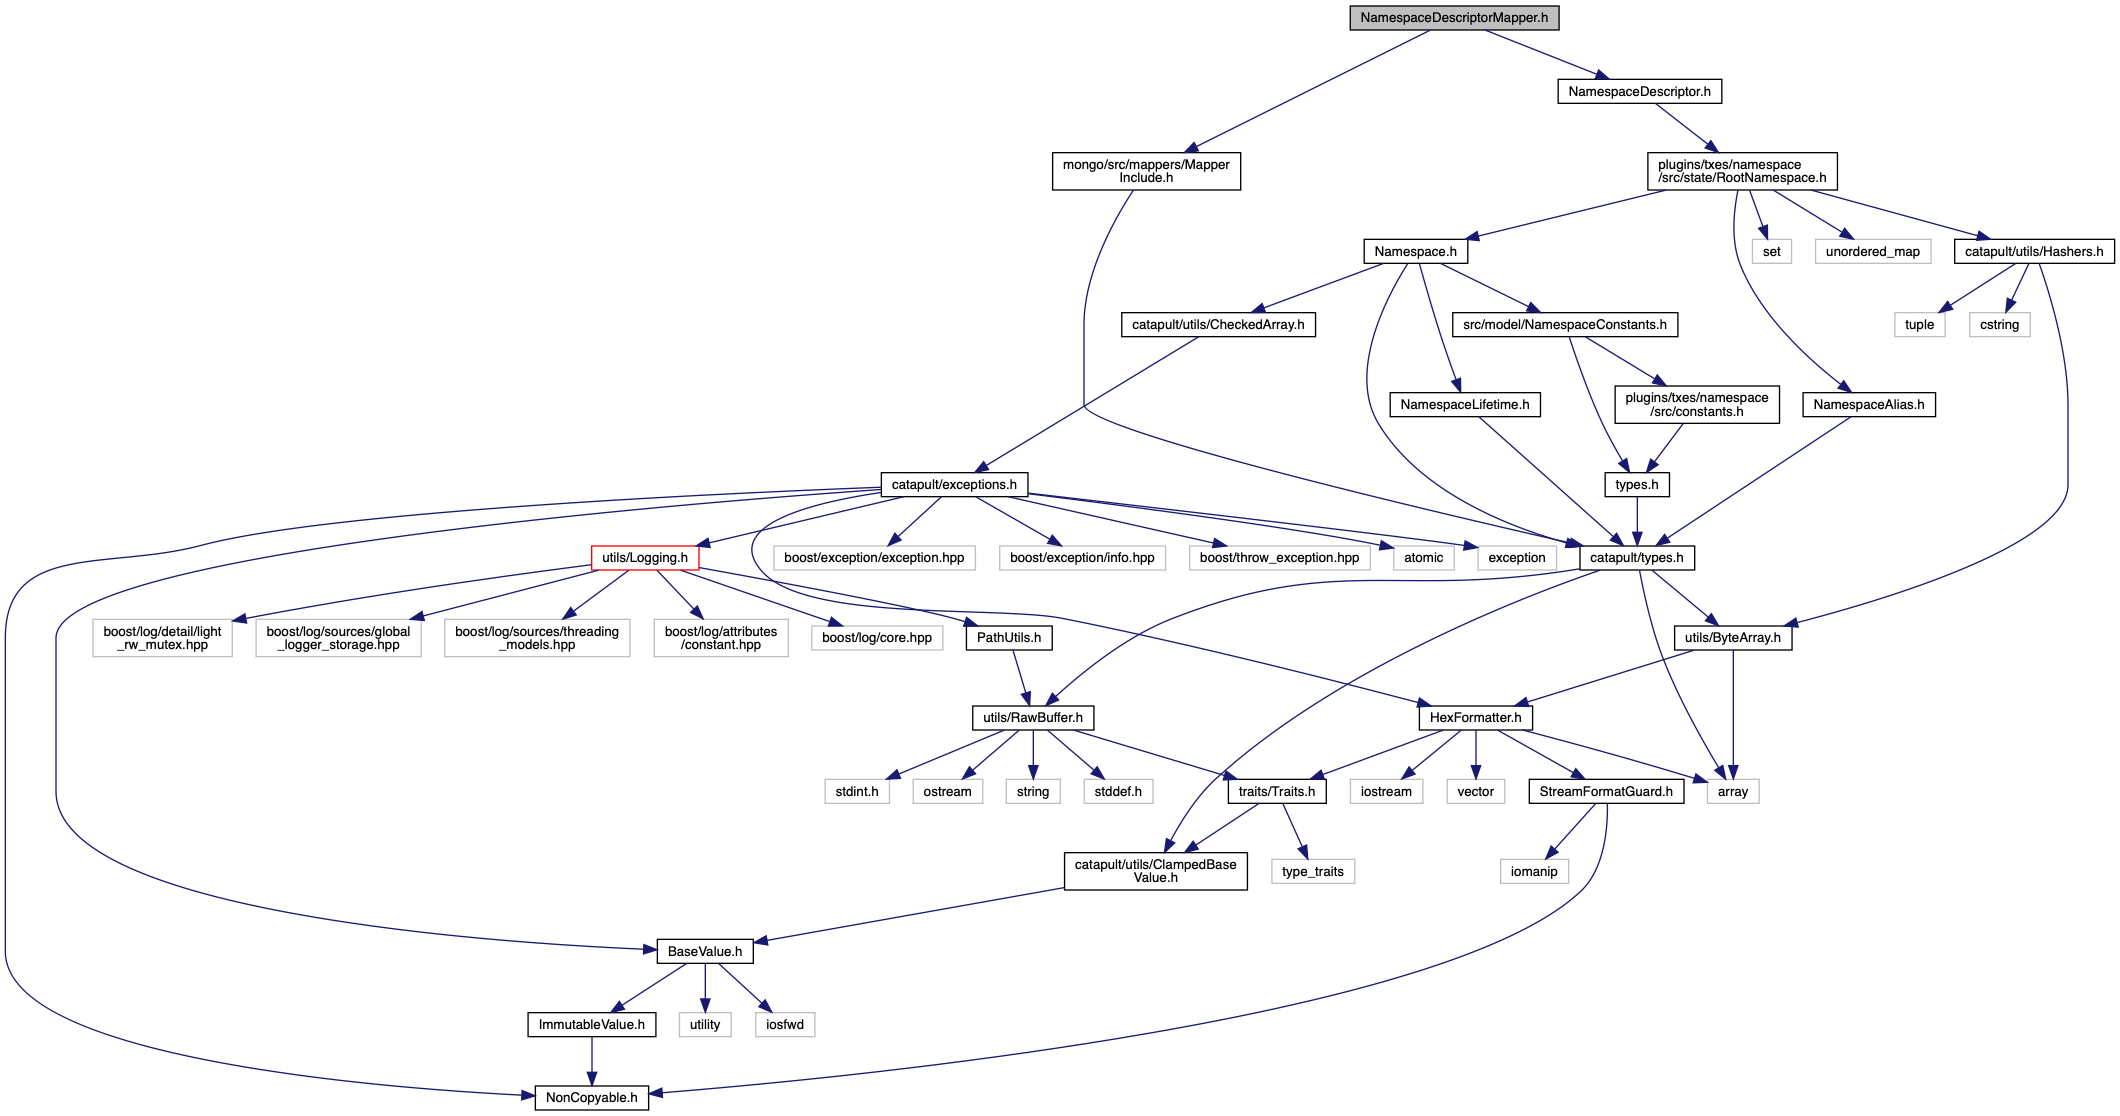 NamespaceDescriptorMapper.h
NamespaceDescriptor.h
mongo/src/mappers/Mapper
Include.h
plugins/txes/namespace
/src/state/RootNamespace.h
Namespace.h
set
unordered_map
catapult/utils/Hashers.h
catapult/utils/CheckedArray.h
src/model/NamespaceConstants.h
tuple
cstring
NamespaceLifetime.h
plugins/txes/namespace
/src/constants.h
NamespaceAlias.h
catapult/exceptions.h
types.h
utils/Logging.h
boost/exception/exception.hpp
boost/exception/info.hpp
boost/throw_exception.hpp
atomic
exception
catapult/types.h
boost/log/detail/light
_rw_mutex.hpp
boost/log/sources/global
_logger_storage.hpp
boost/log/sources/threading
_models.hpp
boost/log/attributes
/constant.hpp
boost/log/core.hpp
PathUtils.h
utils/ByteArray.h
utils/RawBuffer.h
HexFormatter.h
stdint.h
ostream
string
stddef.h
traits/Traits.h
iostream
vector
StreamFormatGuard.h
array
catapult/utils/ClampedBase
Value.h
type_traits
iomanip
BaseValue.h
ImmutableValue.h
utility
iosfwd
NonCopyable.h